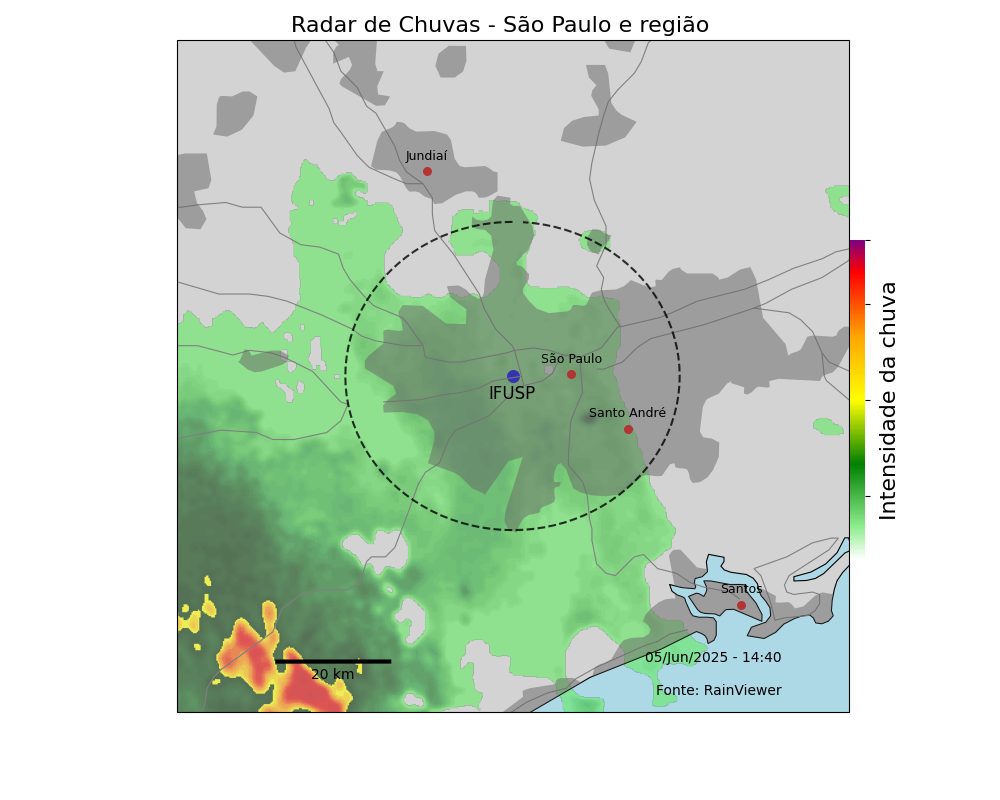 Radar de Chuvas - São Paulo e região
Jundiaí
São Paulo
IFUSP
Santo André
Intensidade da chuva
Santos
05/Jun/2025 - 14:40
20 km
Fonte: RainViewer